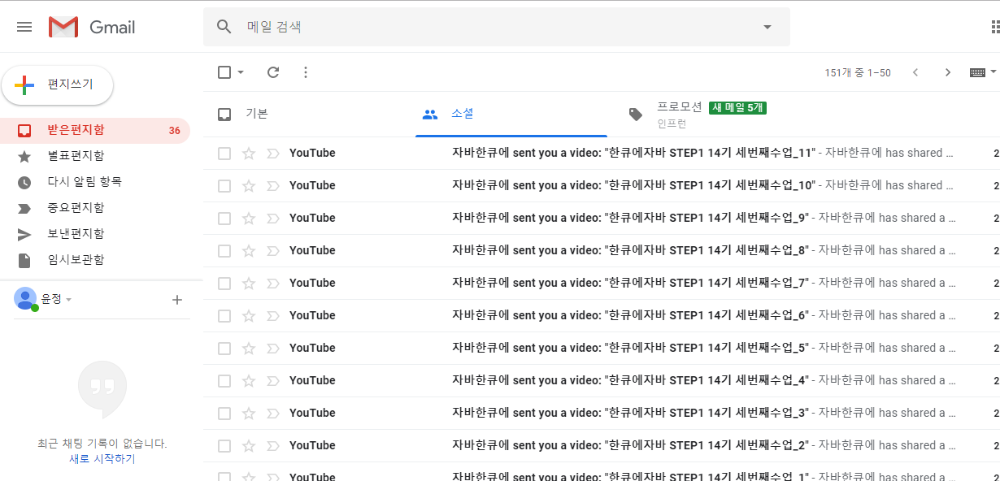 Gmail
메일 검색
편지쓰기
151개 중 1–50
받은편지함 36
별표편지함
다시 알림 항목
중요편지함
보낸편지함
임시보관함
윤정
최근 채팅 기록이 없습니다.
새로 시작하기
기본
소셜
프로모션 새 메일 5개
인프런
YouTube 자바한큐에 sent you a video: "한큐에자바 STEP1 14기 세번째수업_11" - 자바한큐에 has shared ... 2
YouTube 자바한큐에 sent you a video: "한큐에자바 STEP1 14기 세번째수업_10" - 자바한큐에 has shared ... 2
YouTube 자바한큐에 sent you a video: "한큐에자바 STEP1 14기 세번째수업_9" - 자바한큐에 has shared a ... 2
YouTube 자바한큐에 sent you a video: "한큐에자바 STEP1 14기 세번째수업_8" - 자바한큐에 has shared a ... 2
YouTube 자바한큐에 sent you a video: "한큐에자바 STEP1 14기 세번째수업_7" - 자바한큐에 has shared a ... 2
YouTube 자바한큐에 sent you a video: "한큐에자바 STEP1 14기 세번째수업_6" - 자바한큐에 has shared a ... 2
YouTube 자바한큐에 sent you a video: "한큐에자바 STEP1 14기 세번째수업_5" - 자바한큐에 has shared a ... 2
YouTube 자바한큐에 sent you a video: "한큐에자바 STEP1 14기 세번째수업_4" - 자바한큐에 has shared a ... 2
YouTube 자바한큐에 sent you a video: "한큐에자바 STEP1 14기 세번째수업_3" - 자바한큐에 has shared a ... 2
YouTube 자바한큐에 sent you a video: "한큐에자바 STEP1 14기 세번째수업_2" - 자바한큐에 has shared a ... 2
YouTube 자바한큐에 sent you a video: "한큐에자바 STEP1 14기 세번째수업_1" - 자바한큐에 has shared a ... 2